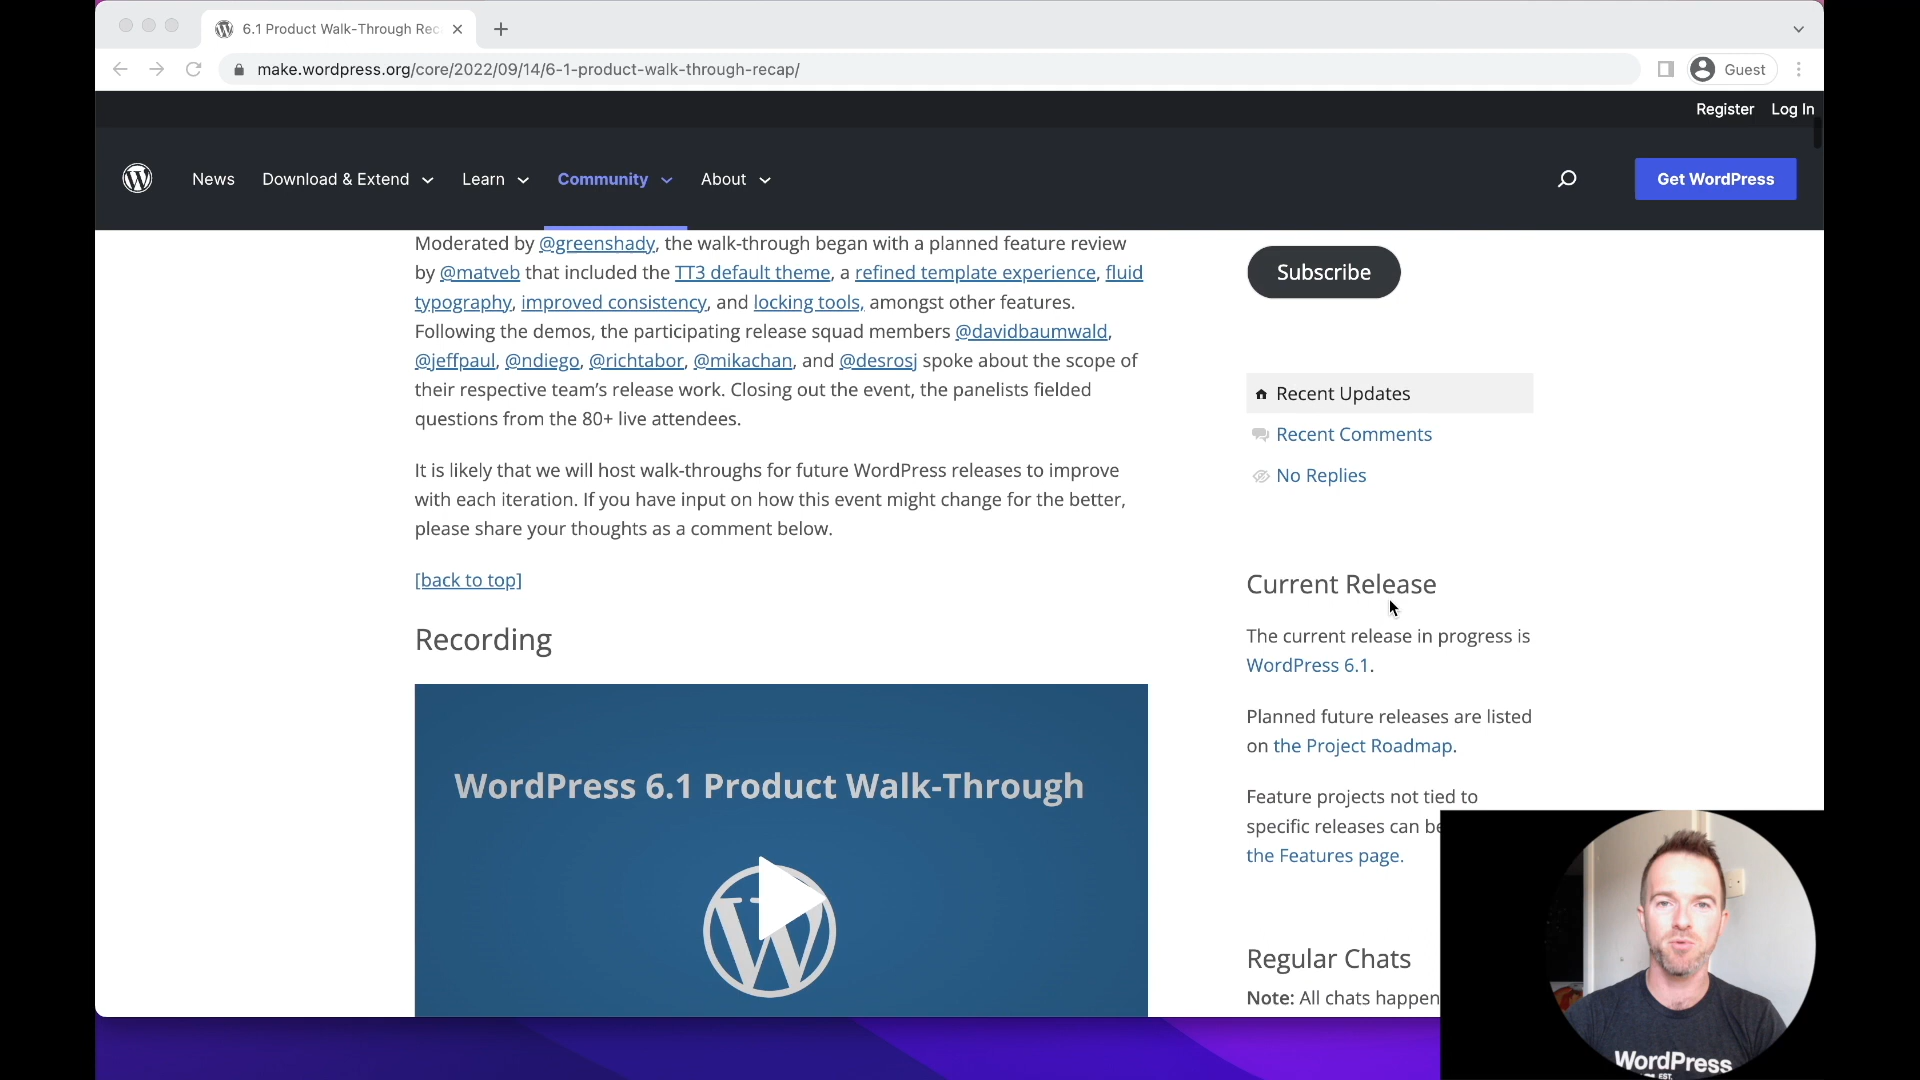 6.1 Product Walk-Through Rec
make.wordpress.org/core/2022/09/14/6-1-product-walk-through-recap/
Guest
Register Log In
News Download & Extend Learn Community About Get WordPress
Moderated by @greenshady, the walk-through began with a planned feature review
by @matveb that included the TT3 default theme, a refined template experience, fluid
typography, improved consistency, and locking tools, amongst other features.
Following the demos, the participating release squad members @davidbaumwald,
@jeffpaul, @ndiego, @richtabor, @mikachan, and @desrosj spoke about the scope of
their respective team's release work. Closing out the event, the panelists fielded
questions from the 80+ live attendees.
It is likely that we will host walk-throughs for future WordPress releases to improve
with each iteration. If you have input on how this event might change for the better,
please share your thoughts as a comment below.
[back to top]
Recording
WordPress 6.1 Product Walk-Through
Subscribe
Recent Updates
Recent Comments
No Replies
Current Release
The current release in progress is
WordPress 6.1.
Planned future releases are listed
on the Project Roadmap.
Feature projects not tied to
specific releases can be
the Features page.
Regular Chats
Note: All chats happen
WordPress
EST.